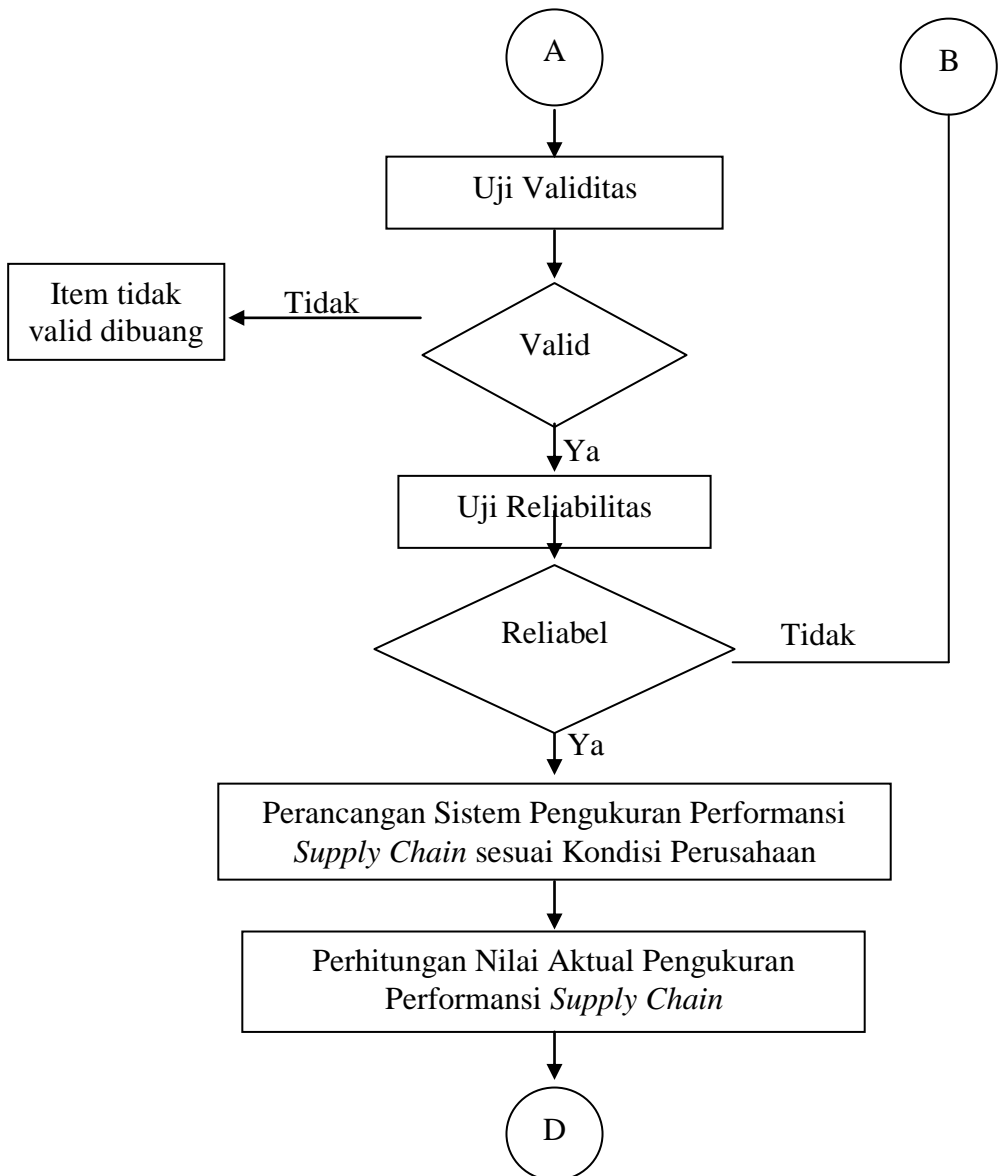 A
B
Uji Validitas
Item tidak
valid dibuang
Tidak
Valid
Ya
Uji Reliabilitas
Reliabel
Tidak
Ya
Perancangan Sistem Pengukuran Performansi
Supply Chain sesuai Kondisi Perusahaan
Perhitungan Nilai Aktual Pengukuran
Performansi Supply Chain
D